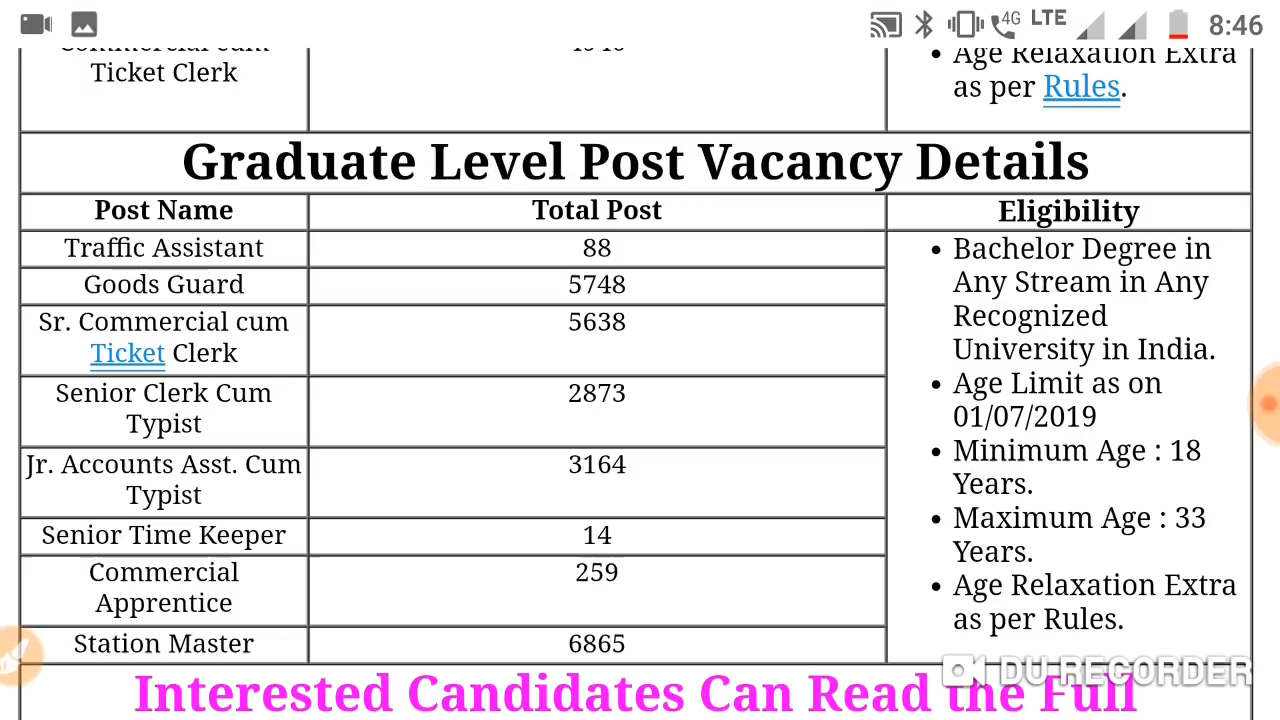 4G LTE 8:46
Commercial cum
Ticket Clerk
Age Relaxation Extra
as per Rules.
Graduate Level Post Vacancy Details
Post Name Total Post Eligibility
Traffic Assistant 88
Goods Guard 5748
Sr. Commercial cum 5638
Ticket Clerk
Senior Clerk Cum 2873
Typist
Jr. Accounts Asst. Cum 3164
Typist
Senior Time Keeper 14
Commercial 259
Apprentice
Station Master 6865
• Bachelor Degree in
Any Stream in Any
Recognized
University in India.
• Age Limit as on
01/07/2019
• Minimum Age : 18
Years.
• Maximum Age : 33
Years.
• Age Relaxation Extra
as per Rules.
DU RECORDER
Interested Candidates Can Read the Full